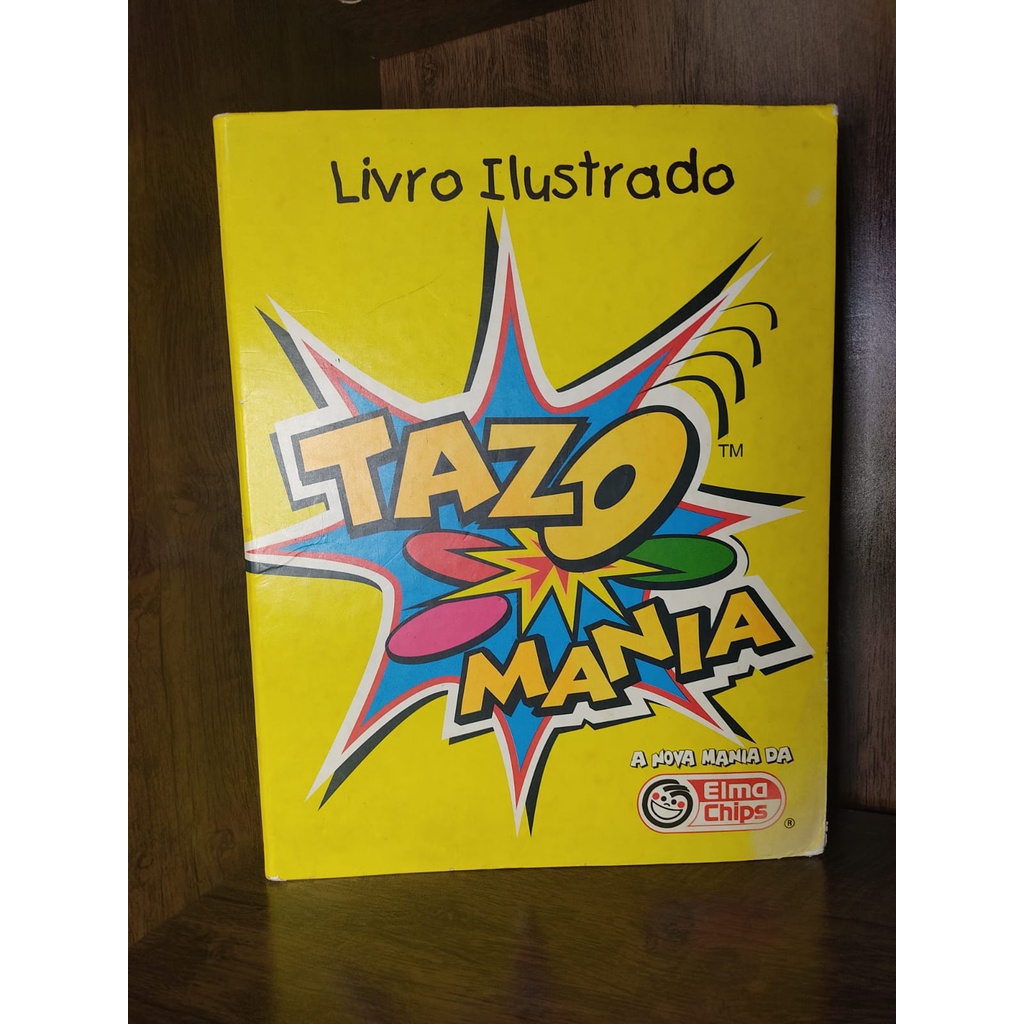 Livro Ilustrado
TAZO
TM
MANIA
A NOVA MANIA DA
Elma
Chips
®